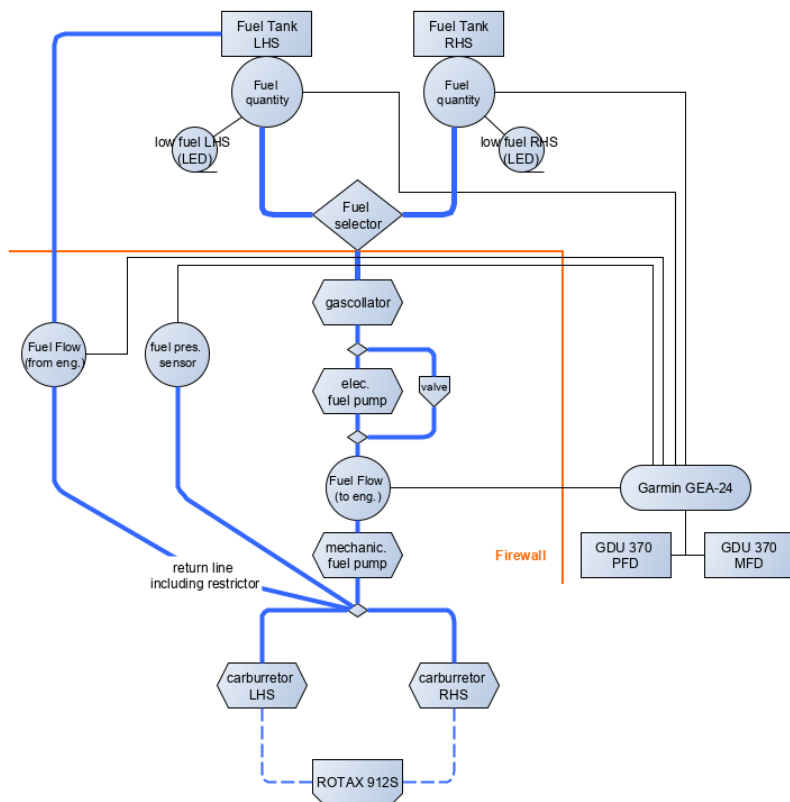 Fuel Tank
LHS
Fuel Tank
RHS
Fuel
quantity
Fuel
quantity
low fuel LHS
(LED)
low fuel RHS
(LED)
Fuel
selector
gascollator
Fuel Flow
(from eng.)
fuel pres.
sensor
elec.
fuel pump
valve
Fuel Flow
(to eng.)
Garmin GEA-24
mechanic.
fuel pump
Firewall
GDU 370
PFD
GDU 370
MFD
return line
including restrictor
carburretor
LHS
carburretor
RHS
ROTAX 912S